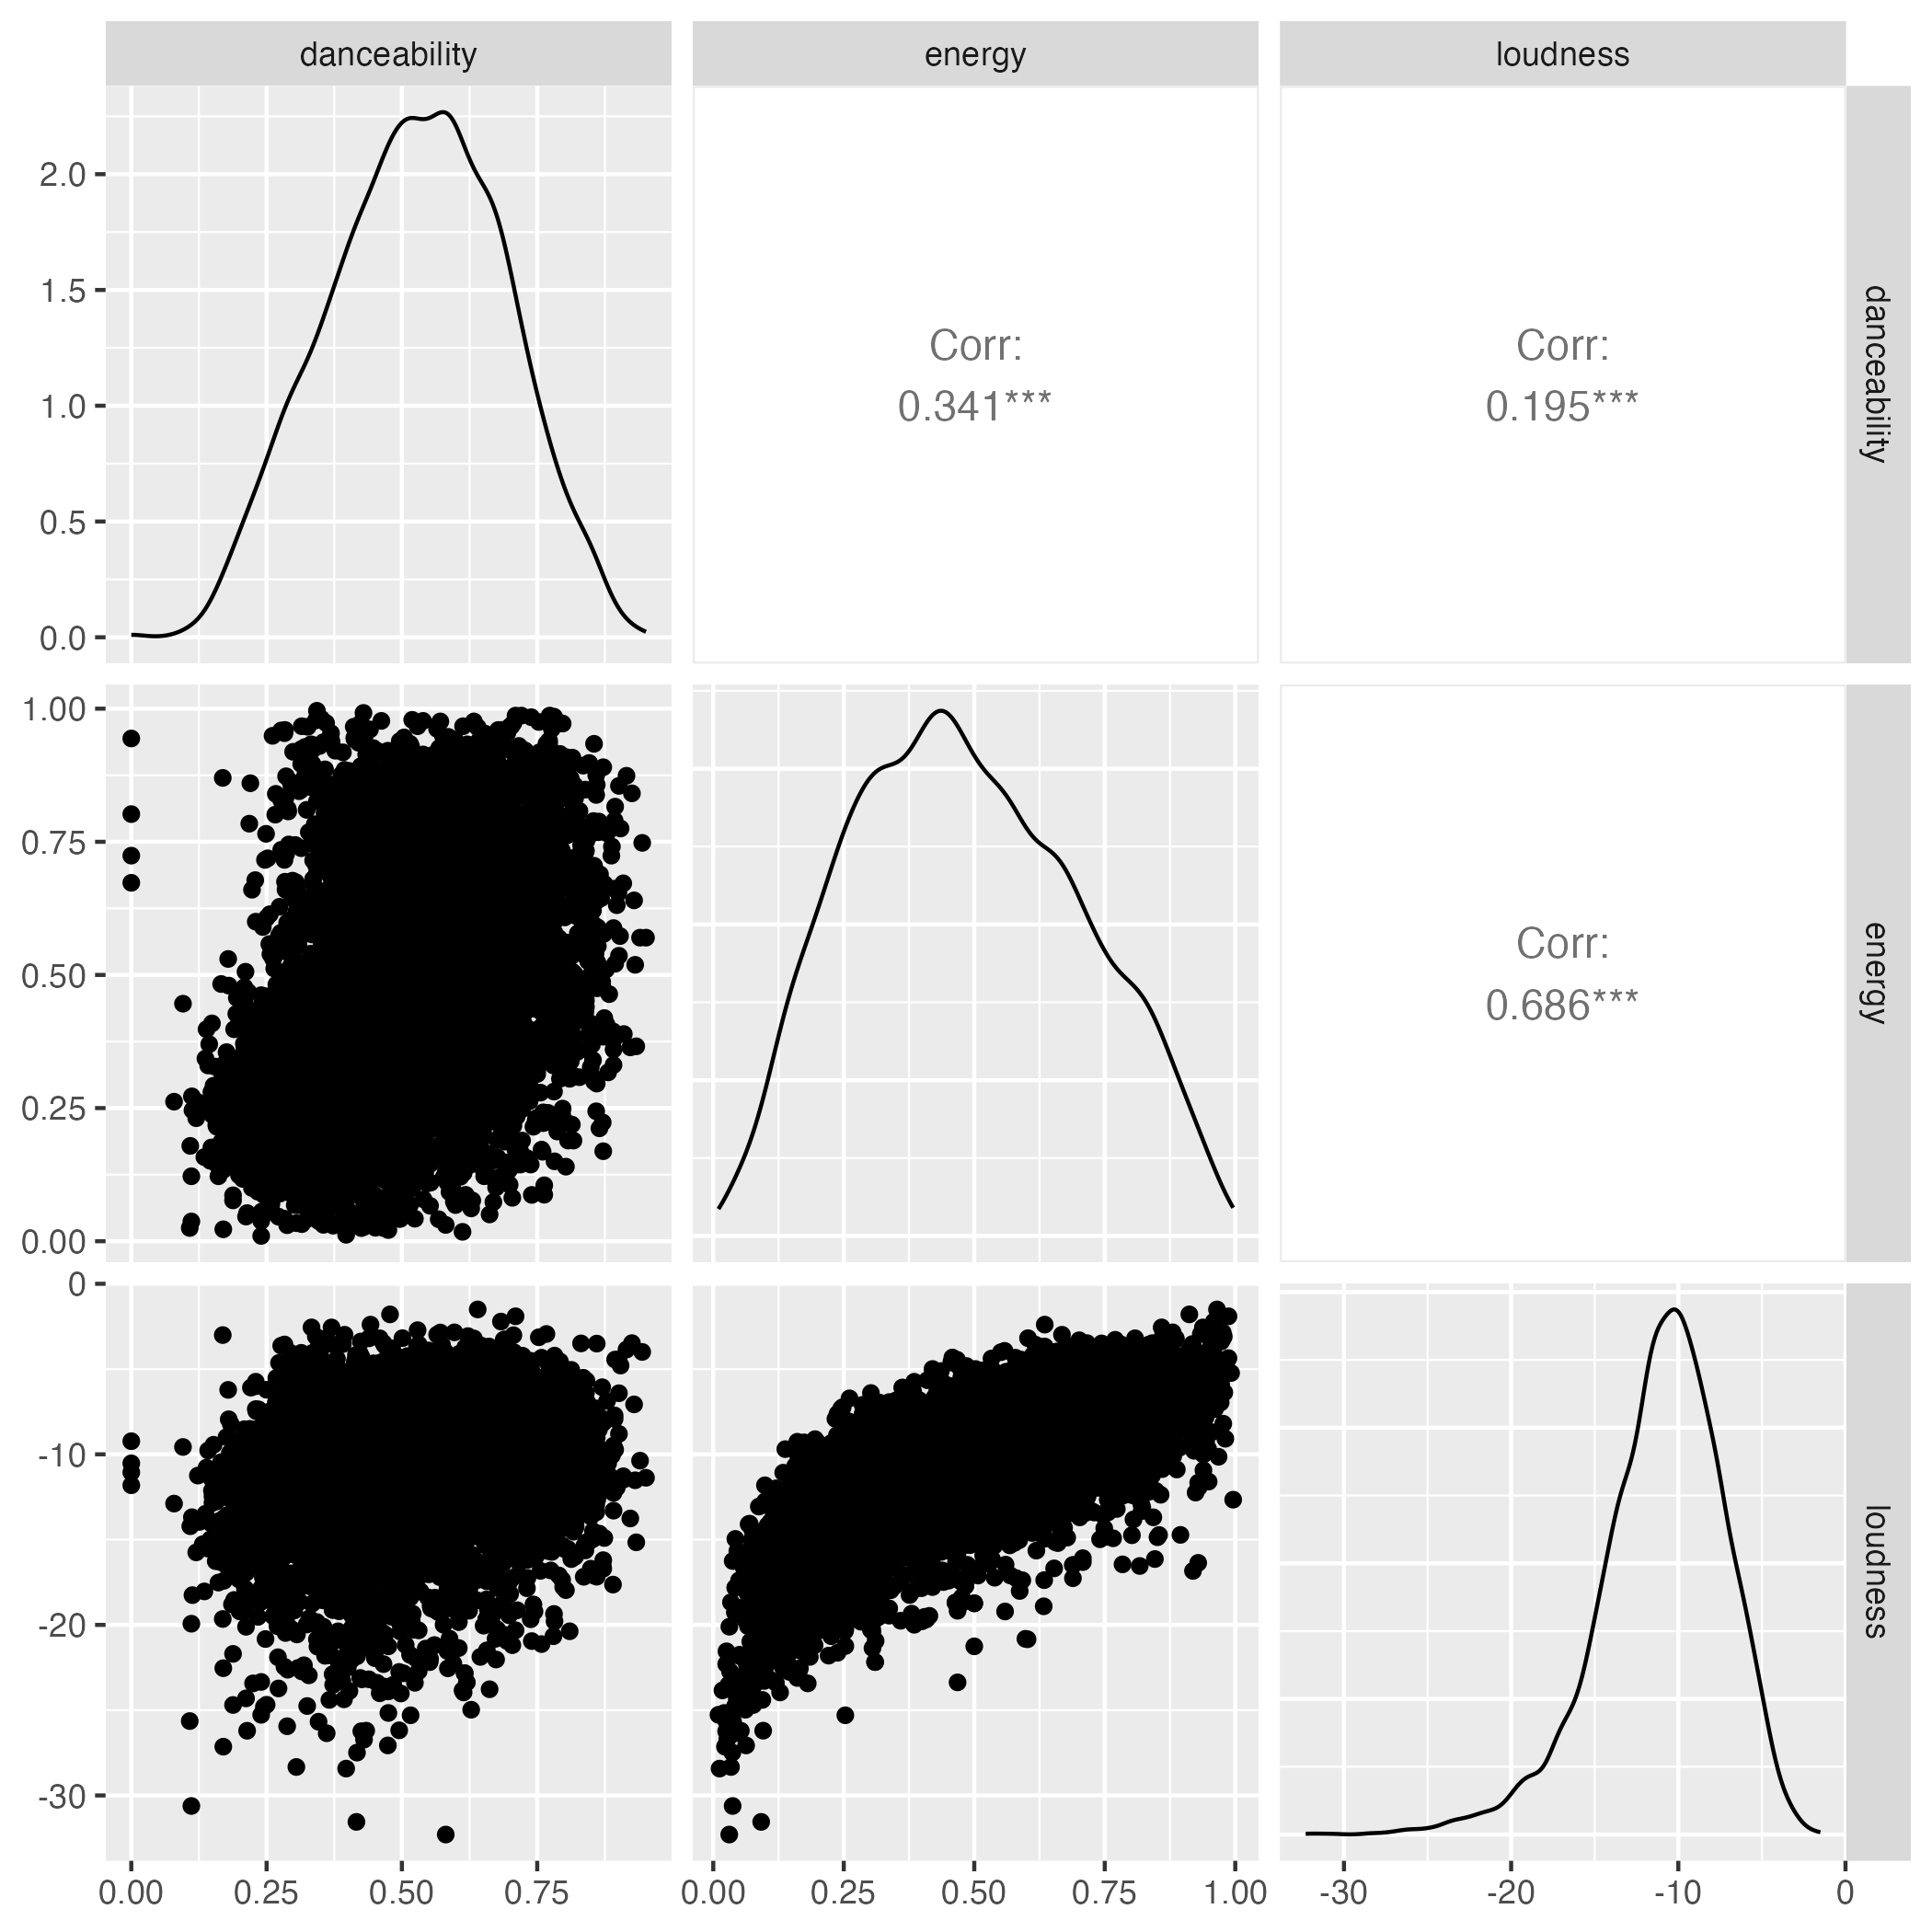 danceability energy loudness
2.0
1.5
1.0
0.5
0.0
Corr:
0.341***
Corr:
0.195***
danceability
1.00
0.75
0.50
0.25
0.00
Corr:
0.686***
energy
0
-10
-20
-30
loudness
0.00 0.25 0.50 0.75 0.00 0.25 0.50 0.75 1.00 -30 -20 -10 0